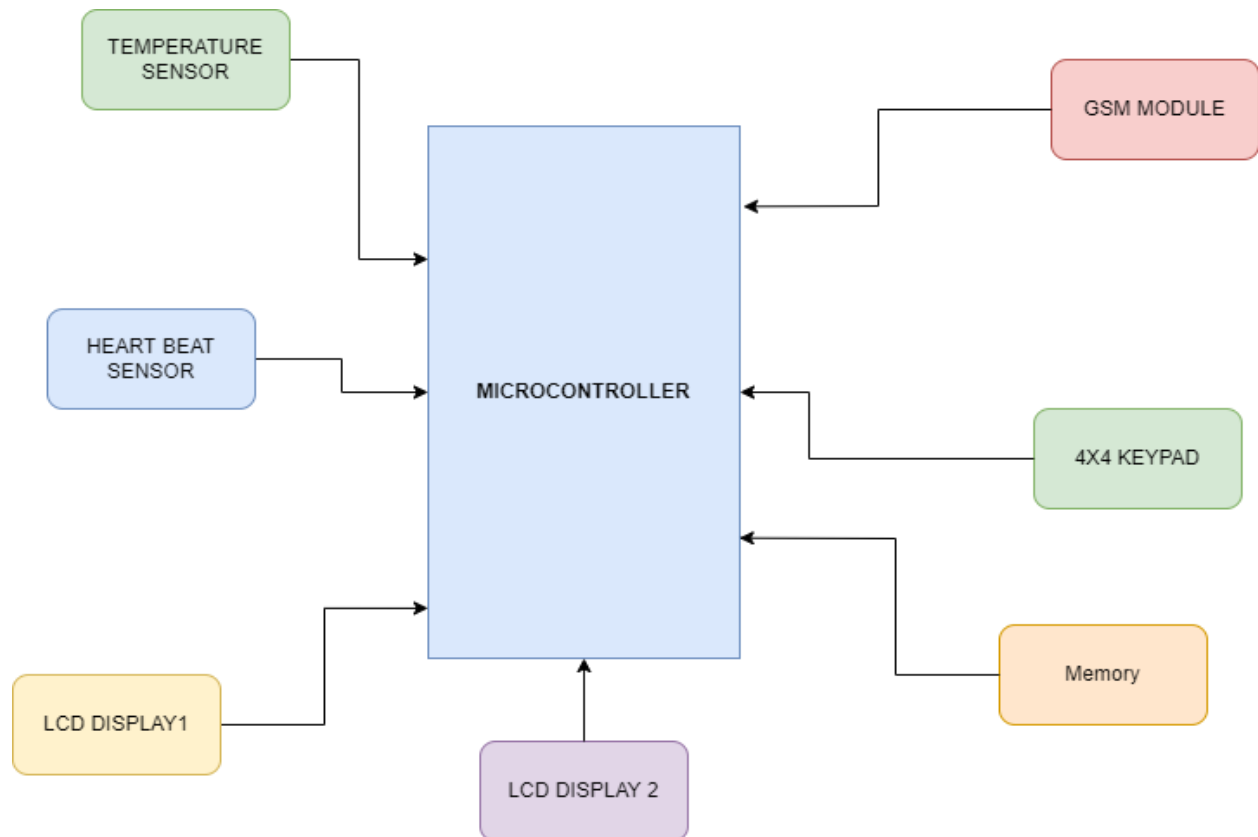 TEMPERATURE
SENSOR
GSM MODULE
HEART BEAT
SENSOR
MICROCONTROLLER
4X4 KEYPAD
Memory
LCD DISPLAY1
LCD DISPLAY 2